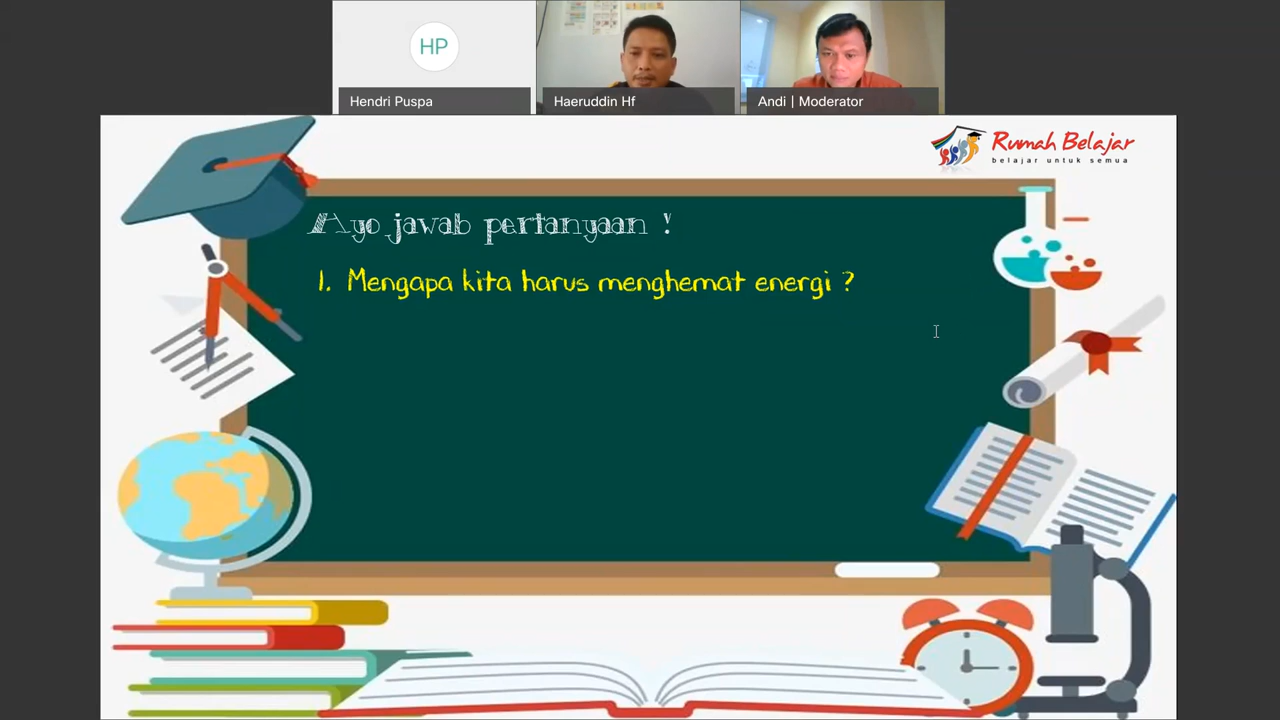 HP
Hendri Puspa
Haeruddin Hf
Andi | Moderator
Rumah Belajar
belajar untuk semua
Ayo jawab pertanyaan !
1. Mengapa kita harus menghemat energi ?